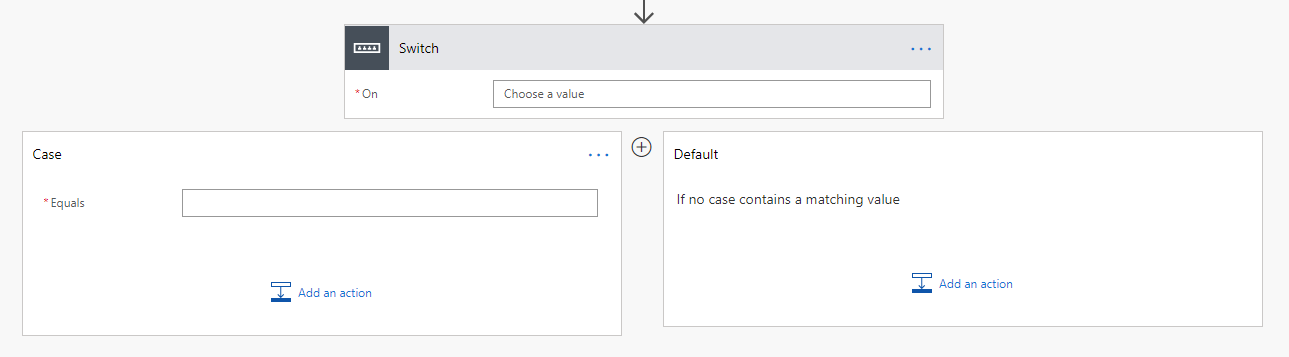 Switch
*On
Choose a value
Case
Default
*Equals
If no case contains a matching value
Add an action
Add an action